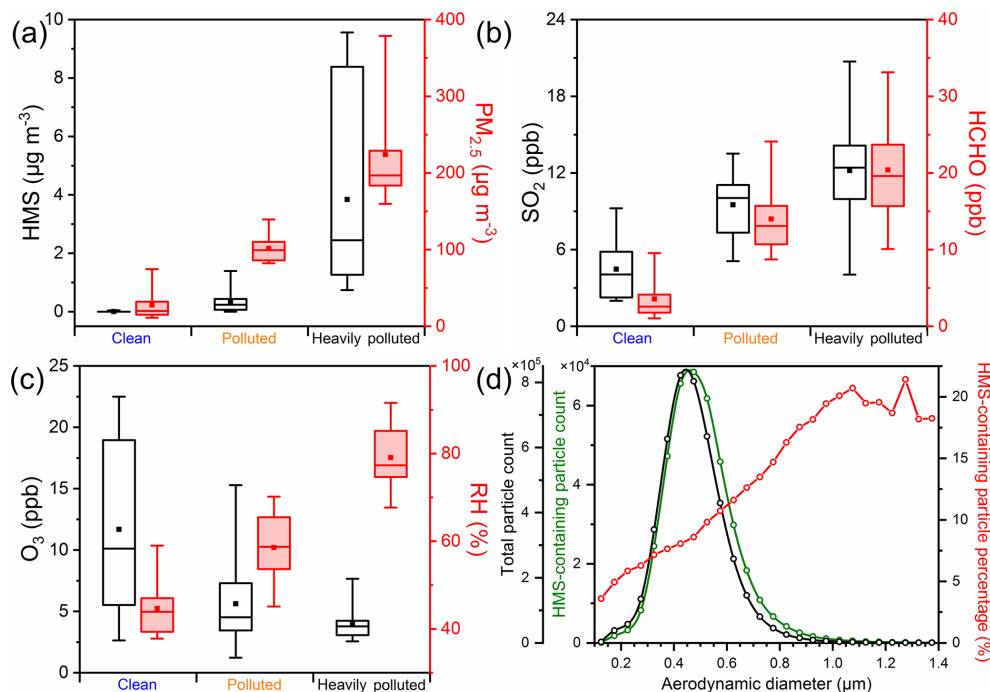 (a)
HMS (µg m⁻³)
10
8
6
4
2
0
400
300
200
100
0
PM₂.₅ (µg m⁻³)
Clean
Polluted
Heavily polluted
(b)
SO₂ (ppb)
24
18
12
6
0
40
30
20
10
0
HCHO (ppb)
Clean
Polluted
Heavily polluted
(c)
O₃ (ppb)
25
20
15
10
5
0
100
80
60
40
RH (%)
Clean
Polluted
Heavily polluted
(d)
Total particle count
×10⁵
8
6
4
2
0
HMS-containing particle count
×10⁴
6
4
2
0
20
15
10
5
0
HMS-containing particle percentage (%)
0.2 0.4 0.6 0.8 1.0 1.2 1.4
Aerodynamic diameter (µm)